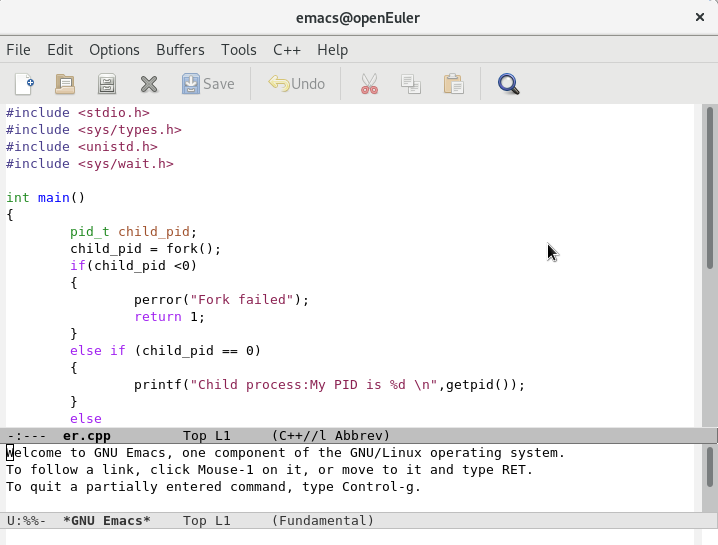 emacs@openEuler ×
File Edit Options Buffers Tools C++ Help
Save Undo
#include <stdio.h>
#include <sys/types.h>
#include <unistd.h>
#include <sys/wait.h>
int main()
{
        pid_t child_pid;
        child_pid = fork();
        if(child_pid <0)
        {
                perror("Fork failed");
                return 1;
        }
        else if (child_pid == 0)
        {
                printf("Child process:My PID is %d \n",getpid());
        }
        else
-:---  er.cpp         Top L1     (C++//l Abbrev)
Welcome to GNU Emacs, one component of the GNU/Linux operating system.
To follow a link, click Mouse-1 on it, or move to it and type RET.
To quit a partially entered command, type Control-g.
U:%%-  *GNU Emacs*    Top L1     (Fundamental)